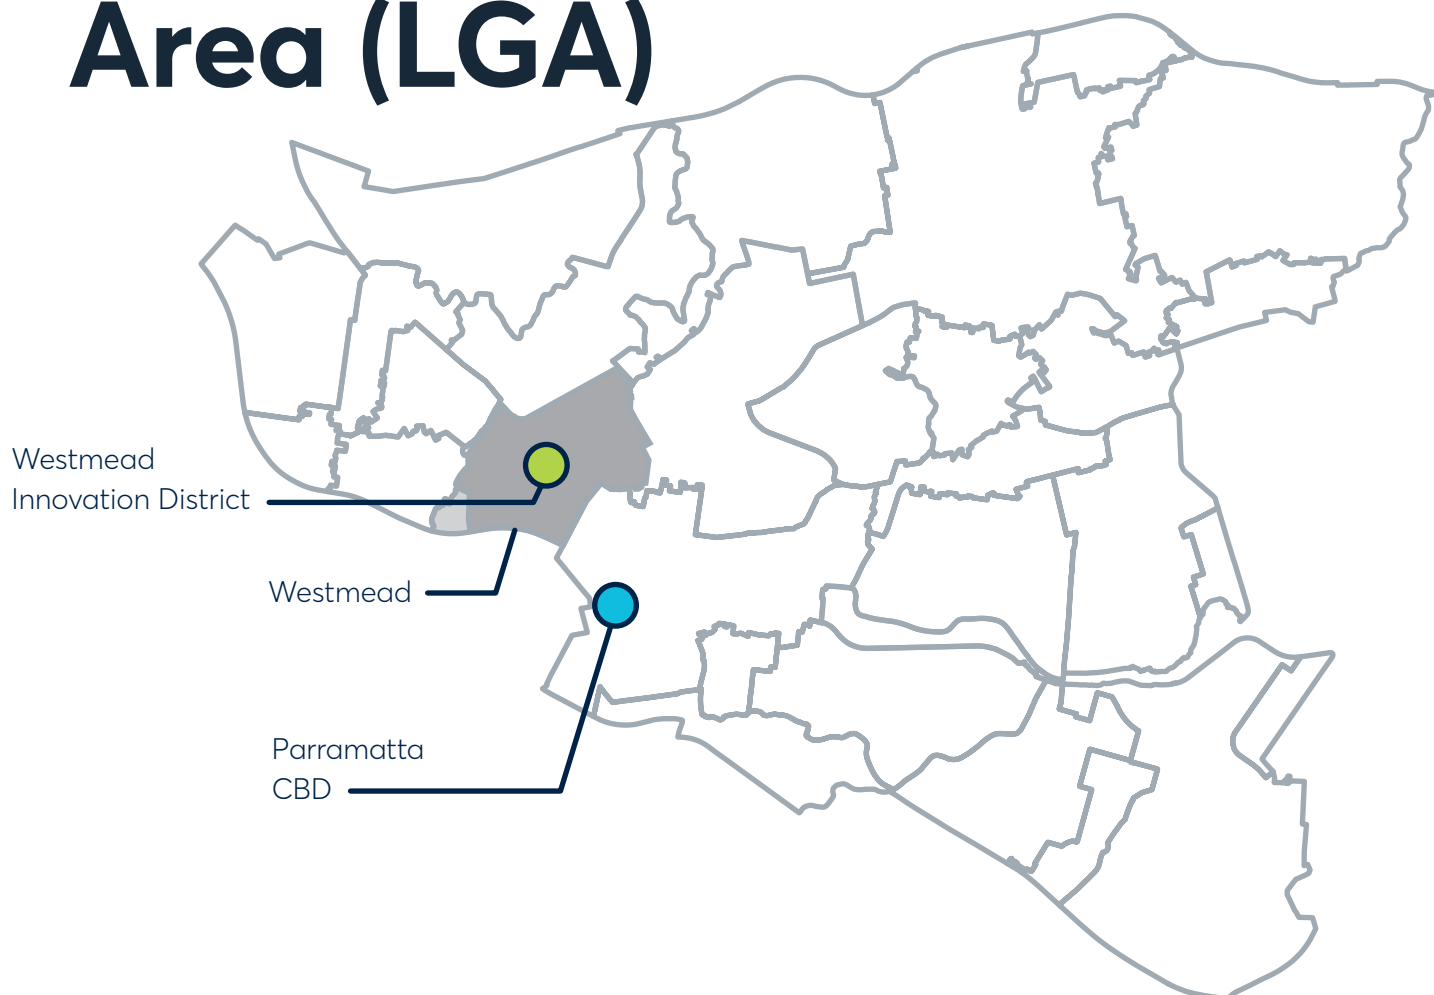 Area (LGA)
Westmead
Innovation District
Westmead
Parramatta
CBD